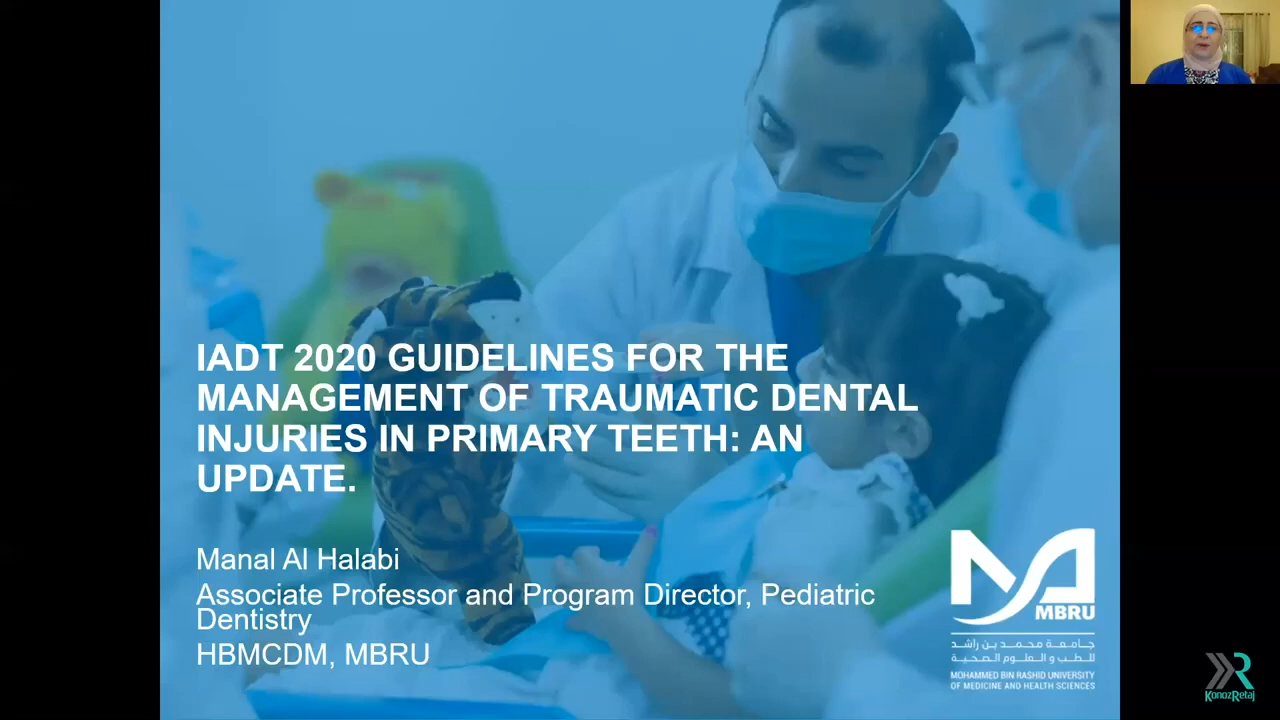 IADT 2020 GUIDELINES FOR THE
MANAGEMENT OF TRAUMATIC DENTAL
INJURIES IN PRIMARY TEETH: AN
UPDATE.
Manal Al Halabi
Associate Professor and Program Director, Pediatric
Dentistry
HBMCDM, MBRU
MBRU
جامعة محمد بن راشد
للطب و العلوم الصحية
MOHAMMED BIN RASHID UNIVERSITY
OF MEDICINE AND HEALTH SCIENCES
KonozRetaj